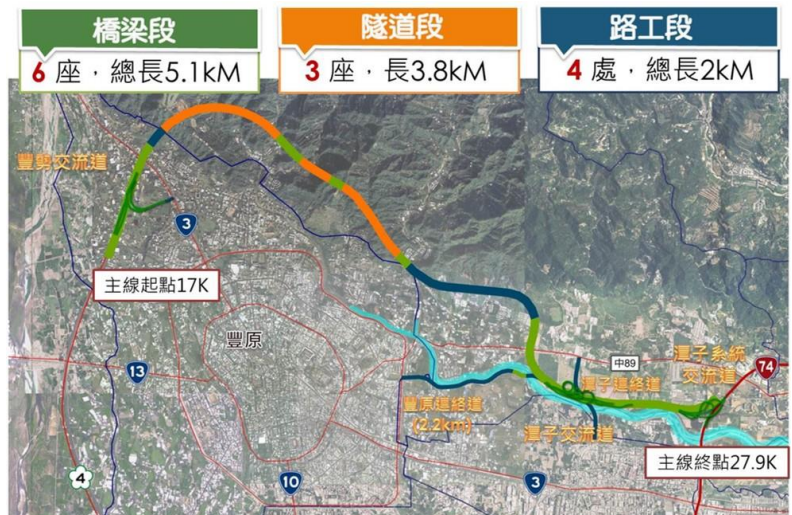 橋梁段
6 座，總長5.1kM
隧道段
3 座，長3.8kM
路工段
4 處，總長2kM
豐勢交流道
3
主線起點17K
豐原
13
中89
潭子系統
交流道
74
潭子連絡道
豐原連絡道
(2.2km)
潭子交流道
主線終點27.9K
4
10
3